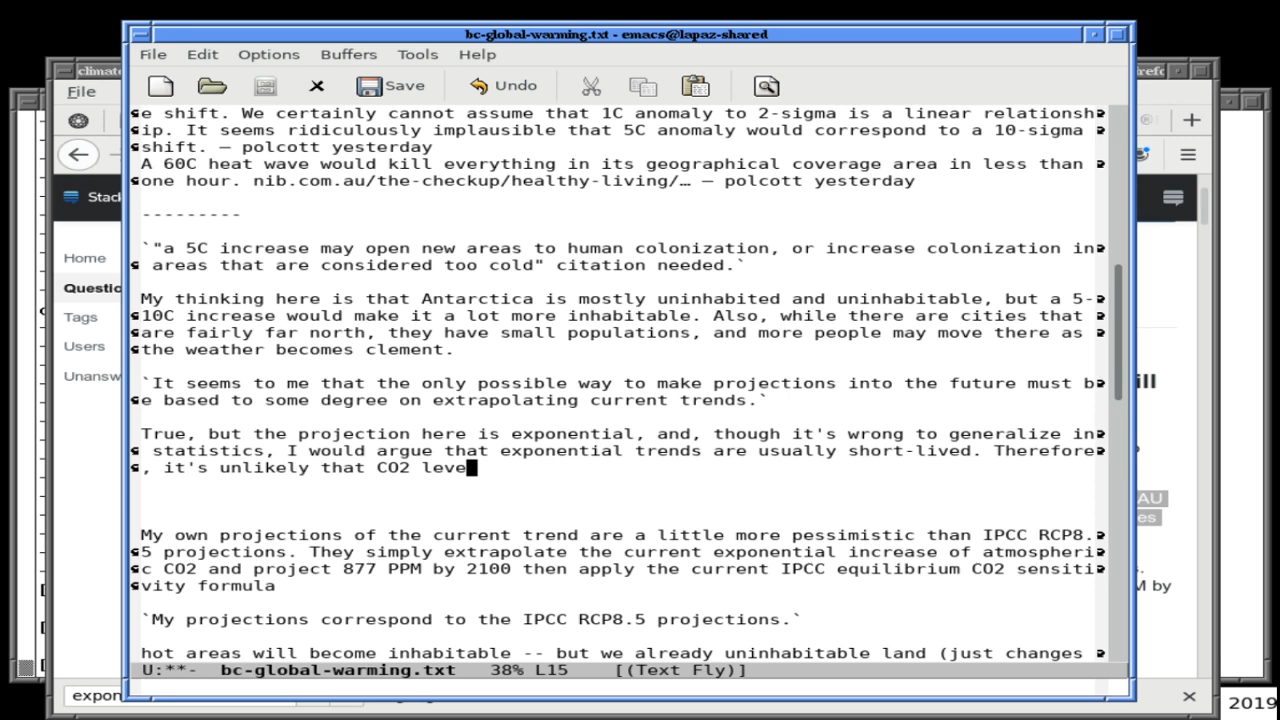 bc-global-warming.txt - emacs@lapaz-shared
File Edit Options Buffers Tools Help
Save Undo
e shift. We certainly cannot assume that 1C anomaly to 2-sigma is a linear relationsh
ip. It seems ridiculously implausible that 5C anomaly would correspond to a 10-sigma
shift. – polcott yesterday
A 60C heat wave would kill everything in its geographical coverage area in less than
one hour. nib.com.au/the-checkup/healthy-living/… – polcott yesterday
---------
`"a 5C increase may open new areas to human colonization, or increase colonization in
areas that are considered too cold" citation needed.`
My thinking here is that Antarctica is mostly uninhabited and uninhabitable, but a 5-
10C increase would make it a lot more inhabitable. Also, while there are cities that
are fairly far north, they have small populations, and more people may move there as
the weather becomes clement.
`It seems to me that the only possible way to make projections into the future must b
e based to some degree on extrapolating current trends.`
True, but the projection here is exponential, and, though it's wrong to generalize in
statistics, I would argue that exponential trends are usually short-lived. Therefore
, it's unlikely that CO2 leve
My own projections of the current trend are a little more pessimistic than IPCC RCP8.
5 projections. They simply extrapolate the current exponential increase of atmospheri
c CO2 and project 877 PPM by 2100 then apply the current IPCC equilibrium CO2 sensiti
vity formula
`My projections correspond to the IPCC RCP8.5 projections.`
hot areas will become inhabitable -- but we already uninhabitable land (just changes
U:**- bc-global-warming.txt 38% L15 [(Text Fly)]
climate
File
Stack
Home
Questio
Tags
Users
Unansw
expon
refo
ill
AU
es
M by
2019